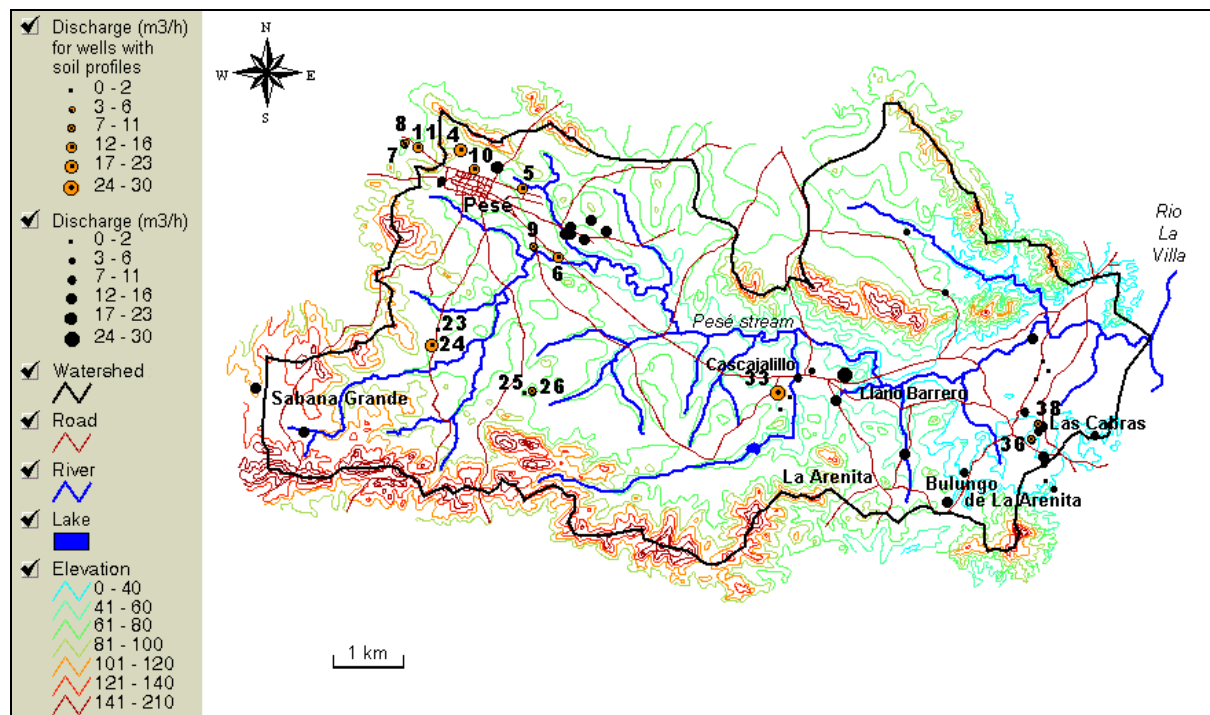 Discharge (m3/h)
for wells with
soil profiles
0 - 2
3 - 6
7 - 11
12 - 16
17 - 23
24 - 30
Discharge (m3/h)
0 - 2
3 - 6
7 - 11
12 - 16
17 - 23
24 - 30
Watershed
Road
River
Lake
Elevation
0 - 40
41 - 60
61 - 80
81 - 100
101 - 120
121 - 140
141 - 210
N
W
E
S
8
11
4
7
10
5
Pesé
9
6
Rio
La
Villa
23
24
Pesé stream
25
26
Cascajalillo
33
Sabana Grande
Llano Barrero
38
Las Cabras
36
La Arenita
Bulungo
de La Arenita
1 km